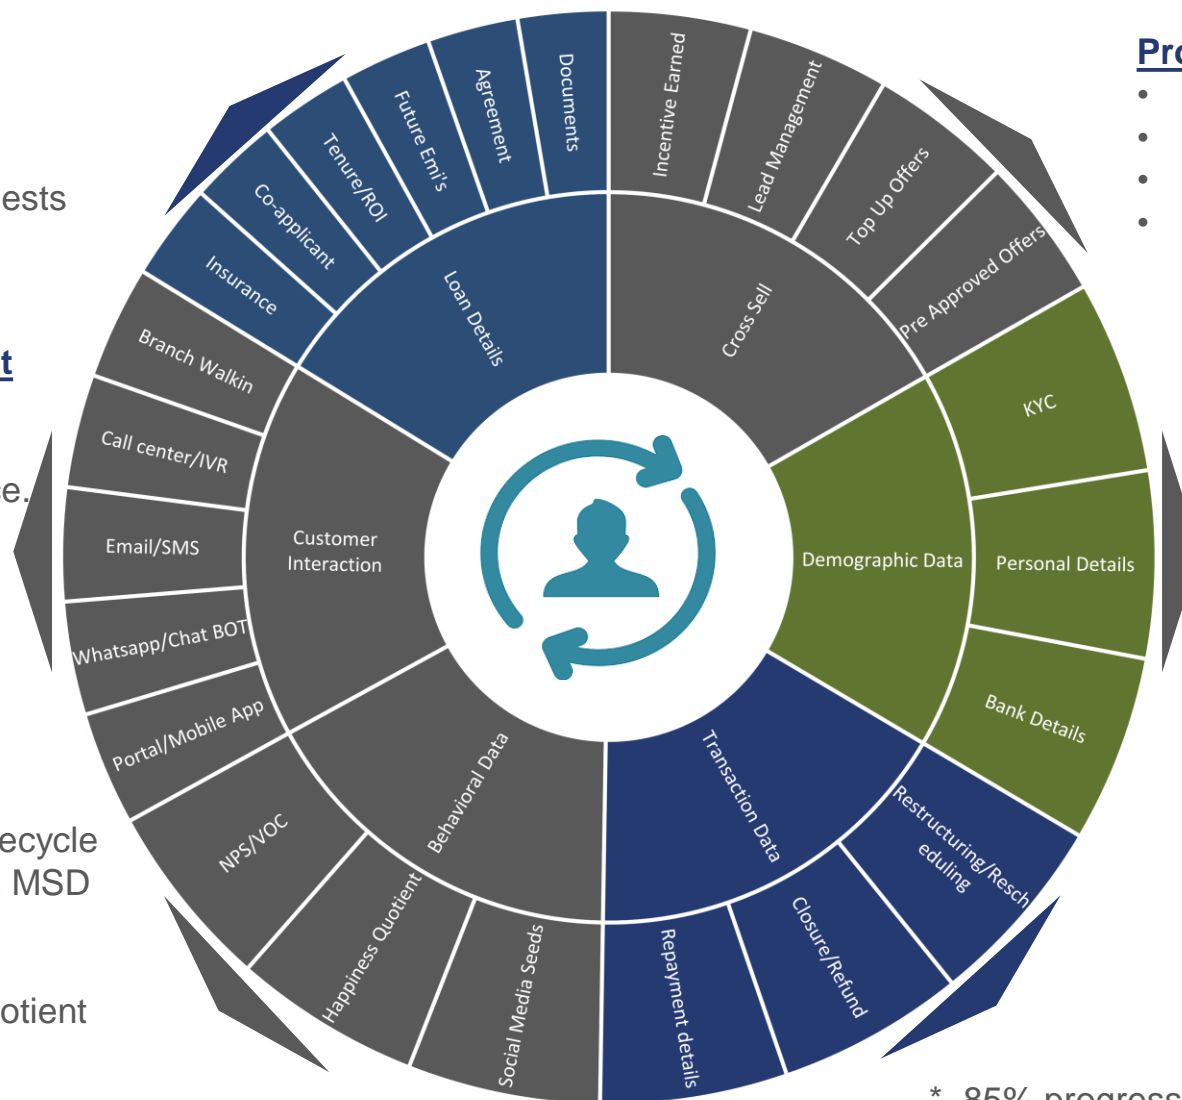 Documents
Agreement
Future Emi's
Tenure/ROI
Co-applicant
Insurance
Loan Details
Incentive Earned
Lead Management
Top Up Offers
Pre Approved Offers
Cross Sell
KYC
Personal Details
Bank Details
Demographic Data
Restructuring/Resch
eduling
Closure/Refund
Repayment details
Transaction Data
Social Media Seeds
Happiness Quotient
NPS/VOC
Behavioral Data
Portal/Mobile App
Whatsapp/Chat BOT
Email/SMS
Call center/IVR
Branch Walkin
Customer
Interaction
Pro
ests
t
ce.
ecycle
MSD
otient
* 85% progress